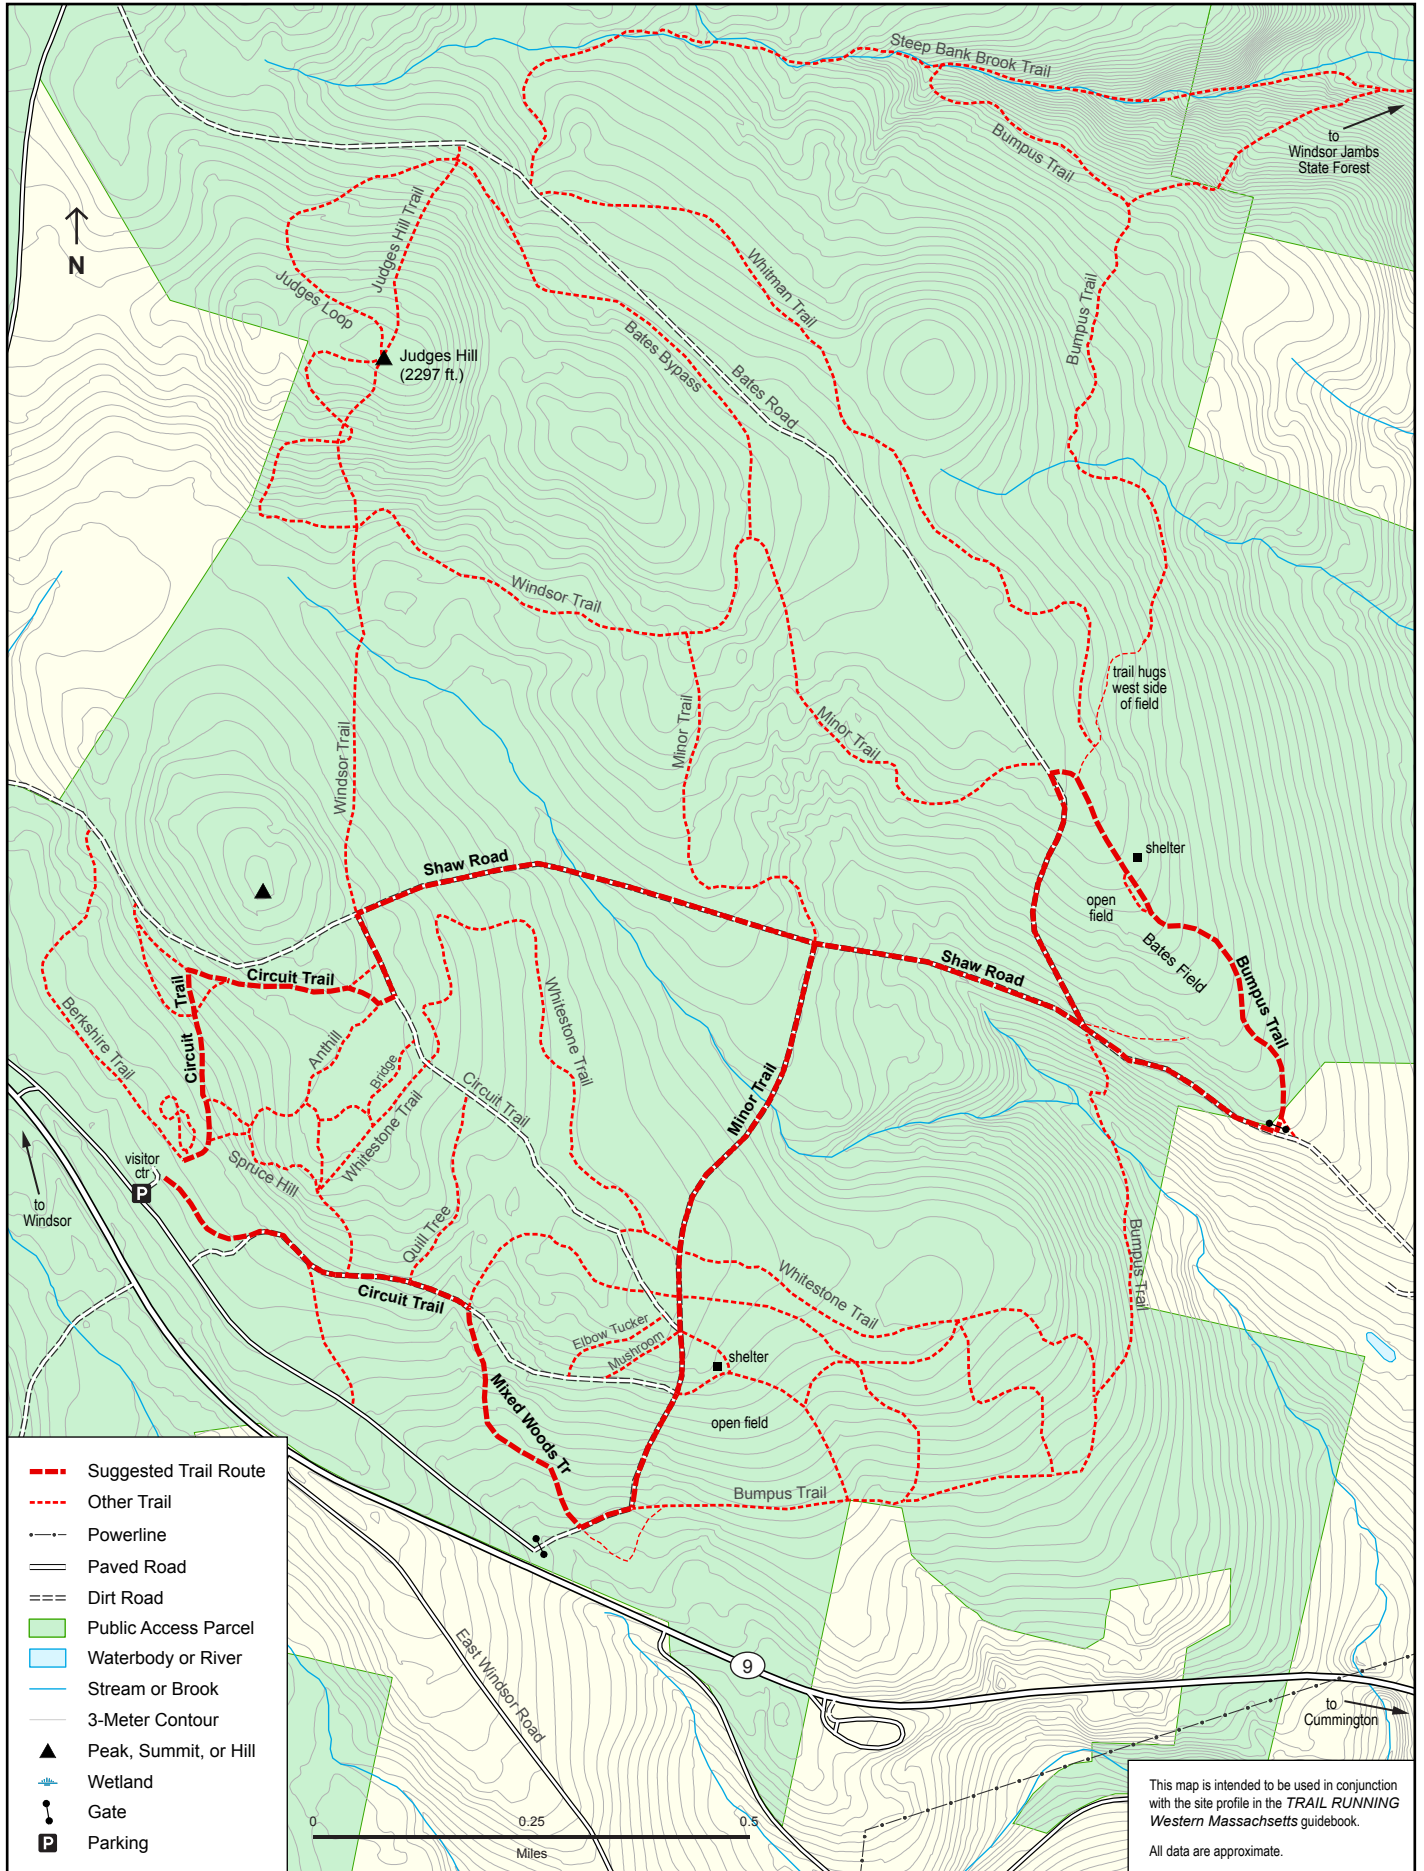 Steep Bank Brook Trail
Bumpus Trail
to
Windsor Jambs
State Forest
N
Judges Hill Trail
Judges Loop
Judges Hill
(2297 ft.)
Whitman Trail
Bates Bypass
Bates Road
Bumpus Trail
Windsor Trail
Minor Trail
Minor Trail
Windsor Trail
trail hugs
west side
of field
shelter
open
field
Bates Field
Bumpus Trail
Shaw Road
Shaw Road
Circuit Trail
Circuit Trail
Berkshire Trail
Anthill
Bridge
Whitestone Trail
Whitestone Trail
Circuit Trail
Minor Trail
visitor
ctr
P
Spruce Hill
to
Windsor
Quill Tree
Circuit Trail
Whitestone Trail
Bumpus Trail
Elbow Tucker
Mushroom
shelter
open field
Mixed Woods Tr
Bumpus Trail
Suggested Trail Route
Other Trail
Powerline
Paved Road
Dirt Road
Public Access Parcel
Waterbody or River
Stream or Brook
3-Meter Contour
Peak, Summit, or Hill
Wetland
Gate
P Parking
East Windsor Road
9
to
Cummington
0 0.25 0.5
Miles
This map is intended to be used in conjunction
with the site profile in the TRAIL RUNNING
Western Massachsetts guidebook.
All data are approximate.